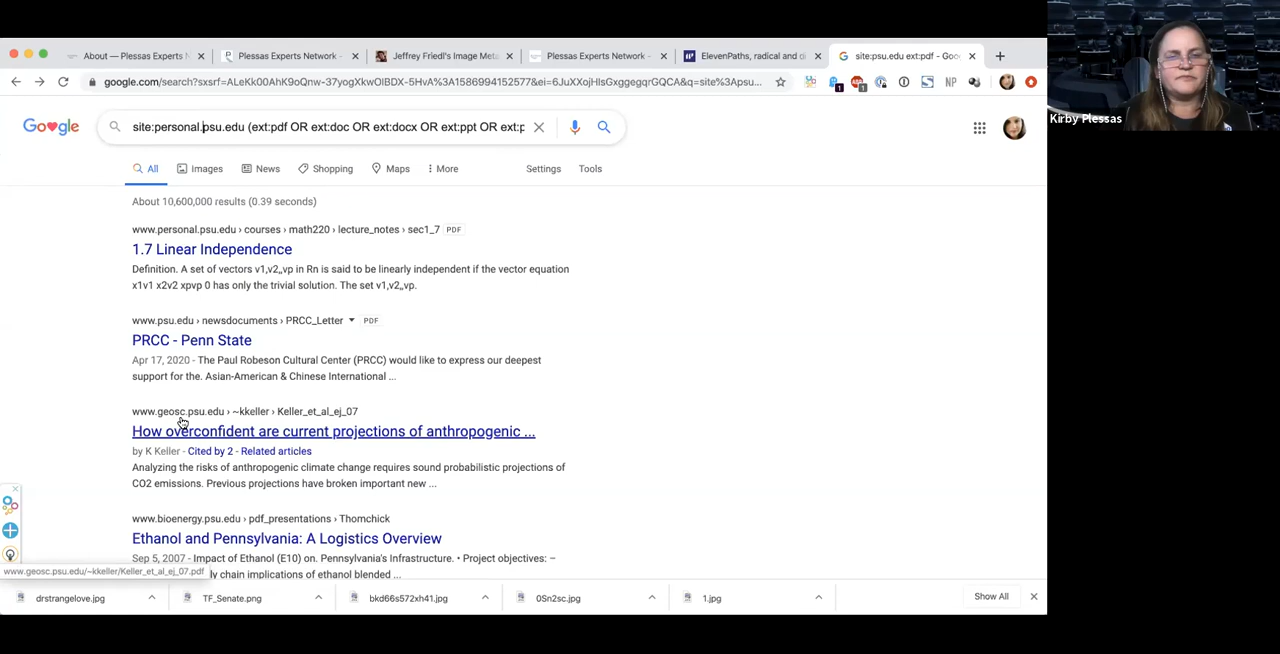 About — Plessas Experts N
Plessas Experts Network -
Jeffrey Friedl's Image Meta
Plessas Experts Network -
ElevenPaths, radical and di
site:psu.edu ext:pdf - Goo
google.com/search?sxsrf=ALeKk00AhK9oQnw-37yogXkwOIBDX-5HvA%3A1586994152577&ei=6JuXXojHIsGxggegqrGQCA&q=site%3Apsu...
NP
1
1
Kirby Plessas
Google
site:personal.psu.edu (ext:pdf OR ext:doc OR ext:docx OR ext:ppt OR ext:p
All
Images
News
Shopping
Maps
More
Settings
Tools
About 10,600,000 results (0.39 seconds)
www.personal.psu.edu › courses › math220 › lecture_notes › sec1_7 PDF
1.7 Linear Independence
Definition. A set of vectors v1,v2,,vp in Rn is said to be linearly independent if the vector equation
x1v1 x2v2 xpvp 0 has only the trivial solution. The set v1,v2,,vp.
www.psu.edu › newsdocuments › PRCC_Letter PDF
PRCC - Penn State
Apr 17, 2020 - The Paul Robeson Cultural Center (PRCC) would like to express our deepest
support for the. Asian-American & Chinese International ...
www.geosc.psu.edu › ~kkeller › Keller_et_al_ej_07
How overconfident are current projections of anthropogenic ...
by K Keller - Cited by 2 - Related articles
Analyzing the risks of anthropogenic climate change requires sound probabilistic projections of
CO2 emissions. Previous projections have broken important new ...
www.bioenergy.psu.edu › pdf_presentations › Thomchick
Ethanol and Pennsylvania: A Logistics Overview
Sep 5, 2007 - Impact of Ethanol (E10) on. Pennsylvania's Infrastructure. • Project objectives: –
ly chain implications of ethanol blended ...
www.geosc.psu.edu/~kkeller/Keller_et_al_ej_07.pdf
drstrangelove.jpg
TF_Senate.png
bkd66s572xh41.jpg
0Sn2sc.jpg
1.jpg
Show All